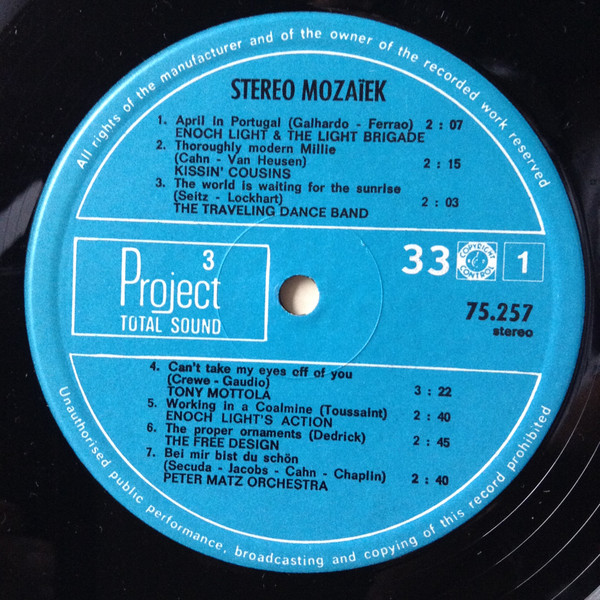 All rights of the manufacturer and of the owner of the recorded work reserved
STEREO MOZAÏEK
1. April in Portugal (Galhardo - Ferrao) 2 : 07
ENOCH LIGHT & THE LIGHT BRIGADE
2. Thoroughly modern Millie
(Cahn - Van Heusen) 2 : 15
KISSIN' COUSINS
3. The world is waiting for the sunrise
(Seitz - Lockhart) 2 : 03
THE TRAVELING DANCE BAND
3
Project
TOTAL SOUND
33 COPYRIGHT CONTROL 1
75.257
stereo
4. Can't take my eyes off of you
(Crewe - Gaudio)
TONY MOTTOLA 3 : 22
5. Working in a Coalmine (Toussaint) 2 : 40
ENOCH LIGHT'S ACTION
6. The proper ornaments (Dedrick) 2 : 45
THE FREE DESIGN
7. Bei mir bist du schön
(Secuda - Jacobs - Cahn - Chaplin) 2 : 40
PETER MATZ ORCHESTRA
Unauthorised public performance, broadcasting and copying of this record prohibited